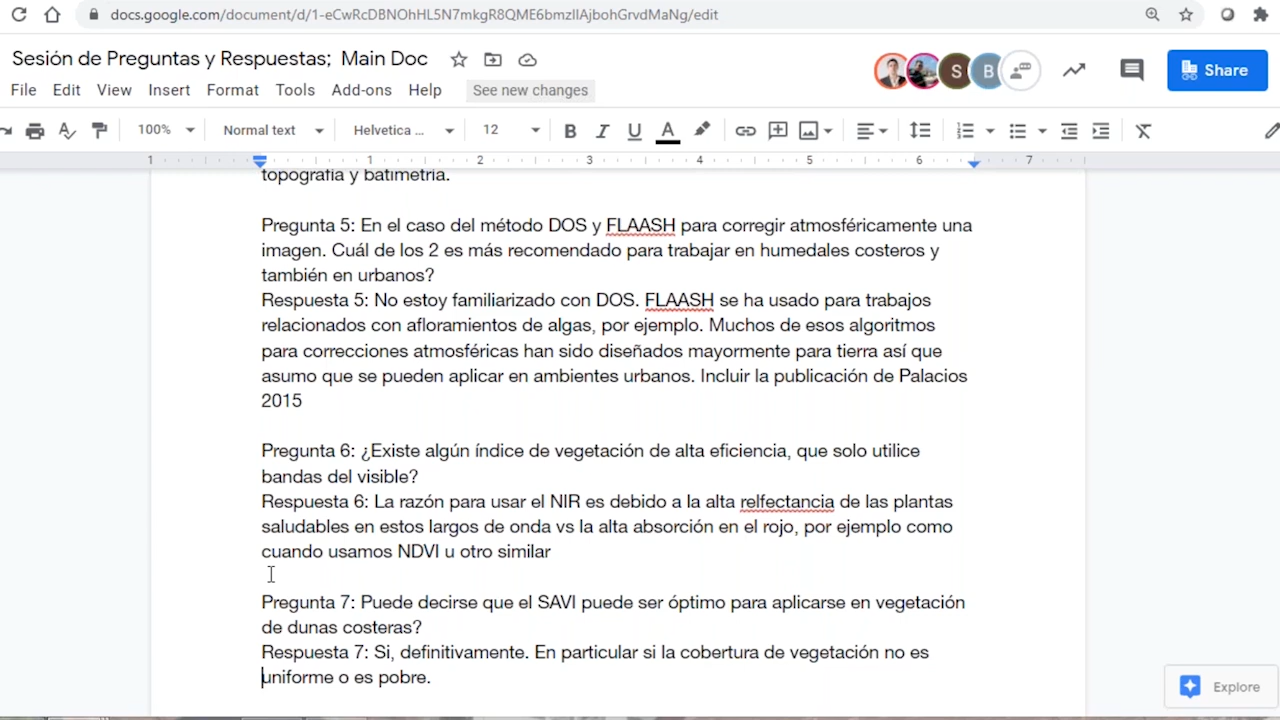 docs.google.com/document/d/1-eCwRcDBNOhHL5N7mkgR8QME6bmzlIAjbohGrvdMaNg/edit
Sesión de Preguntas y Respuestas; Main Doc
S B
Share
File Edit View Insert Format Tools Add-ons Help See new changes
100% Normal text Helvetica ... 12 B I U A
1 1 2 3 4 5 6 7
topografía y batimetría.
Pregunta 5: En el caso del método DOS y FLAASH para corregir atmosféricamente una
imagen. Cuál de los 2 es más recomendado para trabajar en humedales costeros y
también en urbanos?
Respuesta 5: No estoy familiarizado con DOS. FLAASH se ha usado para trabajos
relacionados con afloramientos de algas, por ejemplo. Muchos de esos algoritmos
para correcciones atmosféricas han sido diseñados mayormente para tierra así que
asumo que se pueden aplicar en ambientes urbanos. Incluir la publicación de Palacios
2015
Pregunta 6: ¿Existe algún índice de vegetación de alta eficiencia, que solo utilice
bandas del visible?
Respuesta 6: La razón para usar el NIR es debido a la alta relfectancia de las plantas
saludables en estos largos de onda vs la alta absorción en el rojo, por ejemplo como
cuando usamos NDVI u otro similar
Pregunta 7: Puede decirse que el SAVI puede ser óptimo para aplicarse en vegetación
de dunas costeras?
Respuesta 7: Si, definitivamente. En particular si la cobertura de vegetación no es
uniforme o es pobre.
Explore